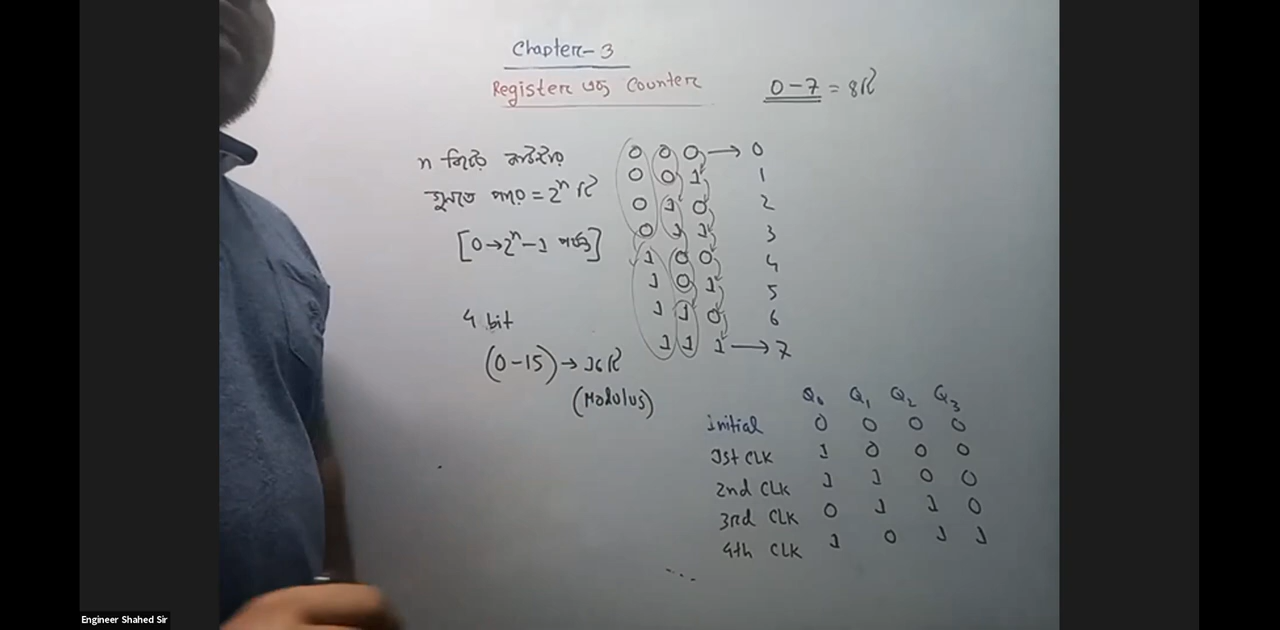 Chapter-3
Register এবং Counter
0-7 = 8টি
n বিটের কাউন্টার
গুনতে পারে = 2ⁿ টি
[0→2ⁿ-1 পর্যন্ত]
4 bit
(0-15)→16টি
(Modulus)
0 0 0 → 0
0 0 1 1
0 1 0 2
0 1 1 3
1 0 0 4
1 0 1 5
1 1 0 6
1 1 1 → 7
Q₀ Q₁ Q₂ Q₃
initial 0 0 0 0
1st CLK 1 0 0 0
2nd CLK 1 1 0 0
3rd CLK 0 1 1 0
4th CLK 1 0 1 1
...
Engineer Shahed Sir